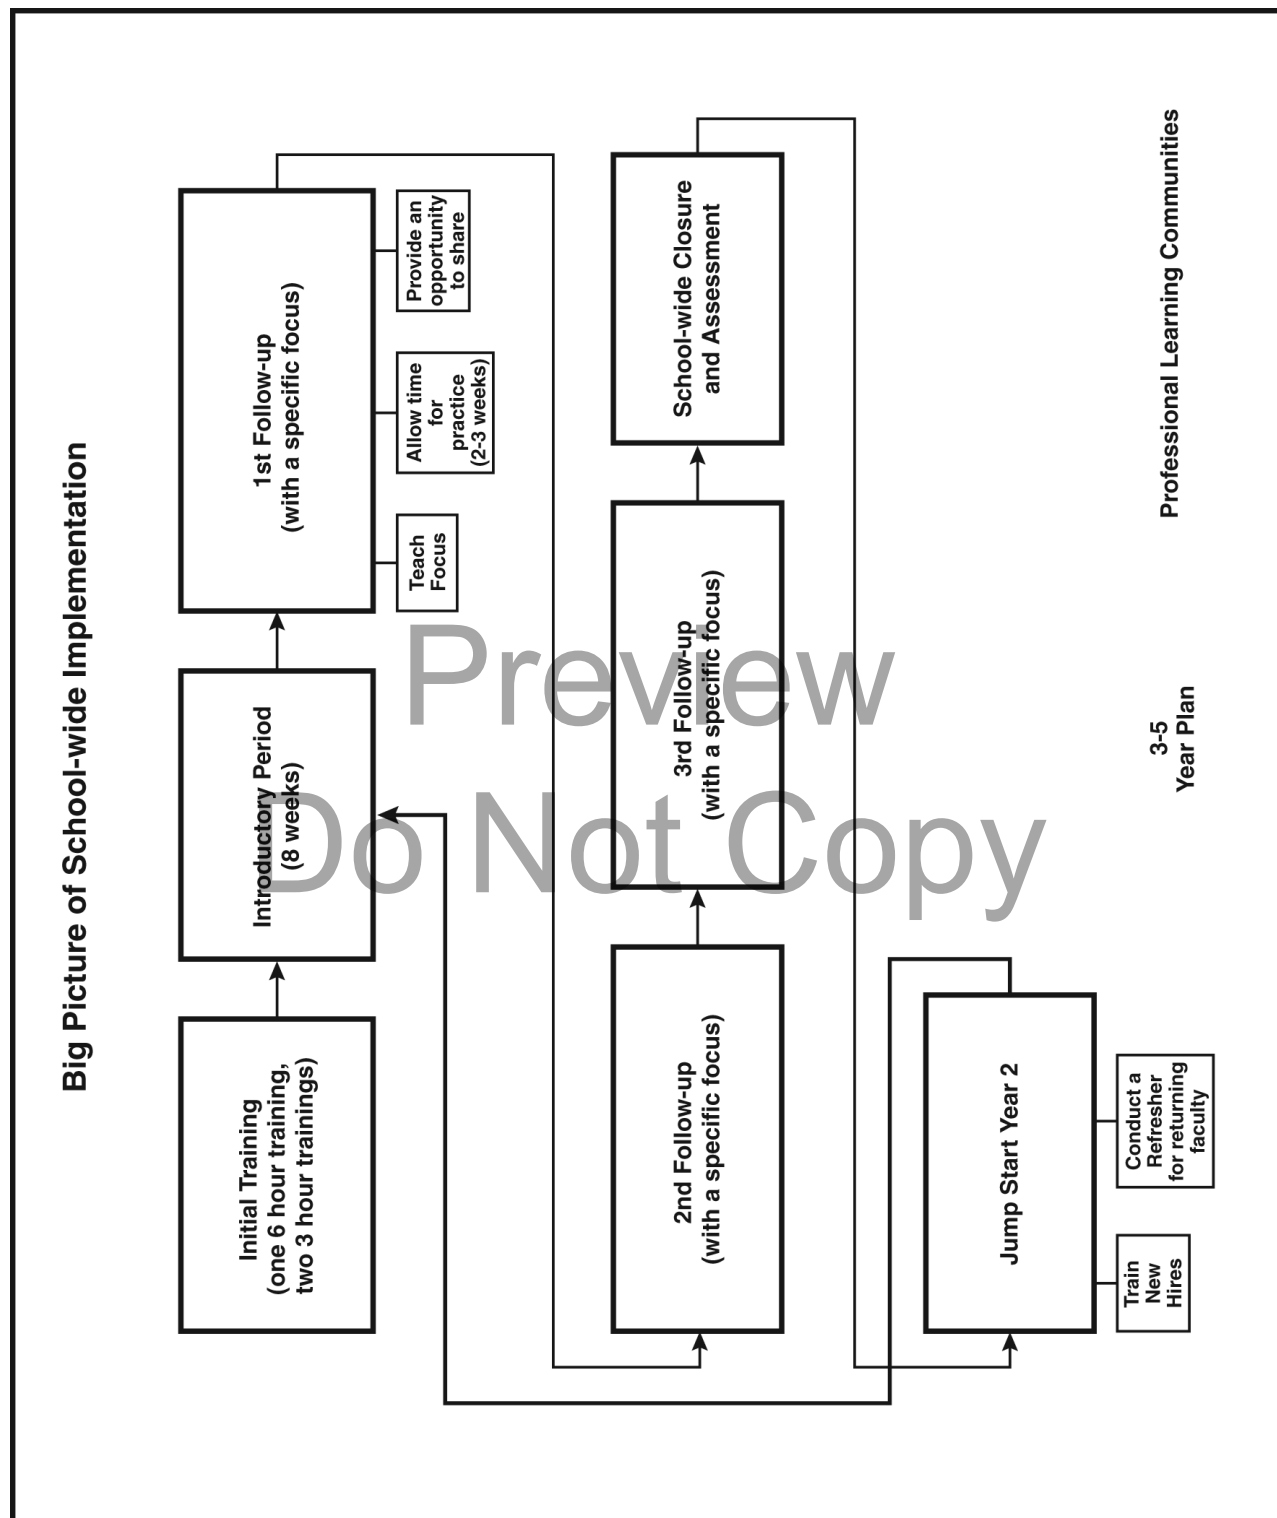 Big Picture of School-wide Implementation
Initial Training
(one 6 hour training,
two 3 hour trainings)
Introductory Period
(8 weeks)
1st Follow-up
(with a specific focus)
Teach
Focus
Allow time
for
practice
(2-3 weeks)
Provide an
opportunity
to share
2nd Follow-up
(with a specific focus)
3rd Follow-up
(with a specific focus)
School-wide Closure
and Assessment
Jump Start Year 2
Train
New
Hires
Conduct a
Refresher
for returning
faculty
3-5
Year Plan
Professional Learning Communities
Preview
Do Not Copy